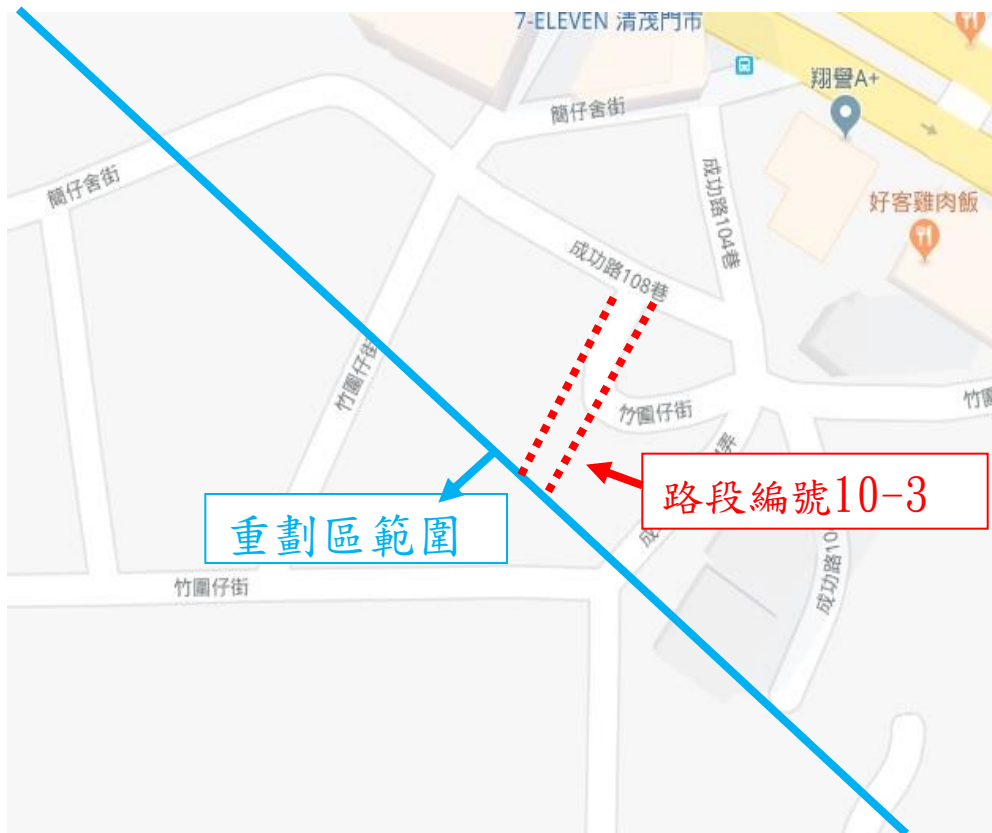 7-ELEVEN 清茂門市
翔譽A+
簡仔舍街
簡仔舍街
成功路104巷
好客雞肉飯
成功路108巷
竹圍仔街
竹圍仔街
竹圍
路段編號10-3
重劃區範圍
成功路10
竹圍仔街